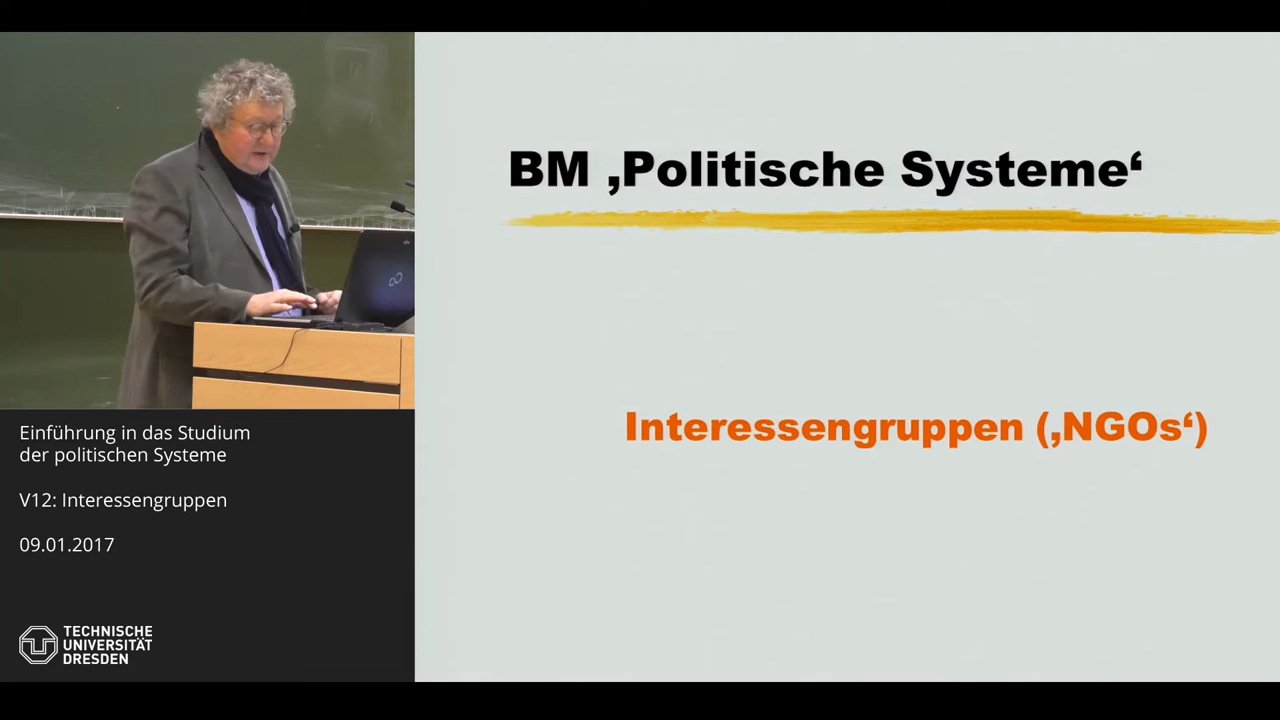 BM ‚Politische Systeme‘
Interessengruppen (‚NGOs‘)
Einführung in das Studium
der politischen Systeme
V12: Interessengruppen
09.01.2017
TECHNISCHE
UNIVERSITÄT
DRESDEN